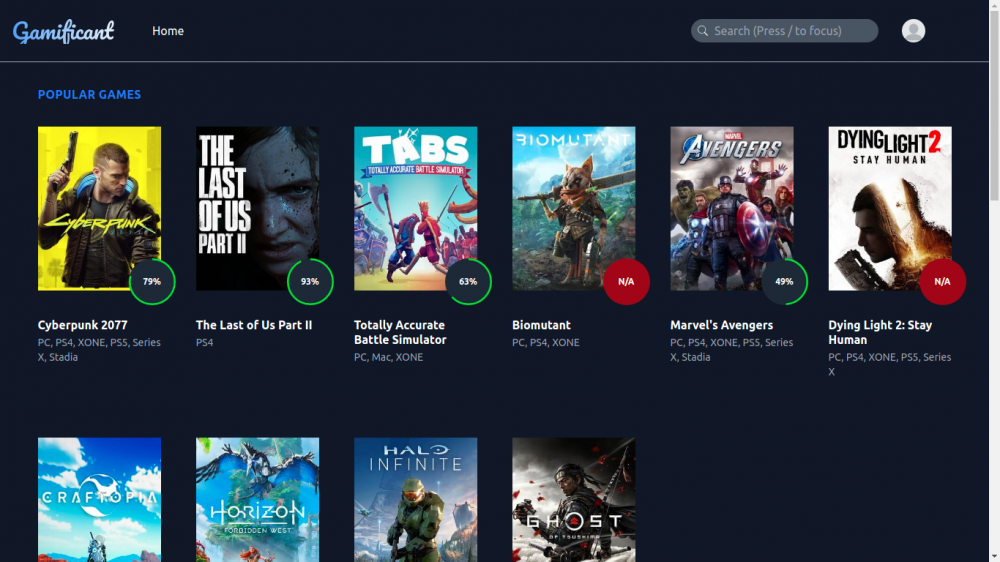 Gamificant
Home
Search (Press / to focus)
POPULAR GAMES
CYBERPUNK
79%
Cyberpunk 2077
PC, PS4, XONE, PS5, Series
X, Stadia
THE
LAST
OF US
PART II
93%
The Last of Us Part II
PS4
TABS
TOTALLY ACCURATE BATTLE SIMULATOR
63%
Totally Accurate
Battle Simulator
PC, Mac, XONE
BIOMUTANT
N/A
Biomutant
PC, PS4, XONE
MARVEL
AVENGERS
49%
Marvel's Avengers
PC, PS4, XONE, PS5, Series
X, Stadia
DYING LIGHT 2
STAY HUMAN
N/A
Dying Light 2: Stay
Human
PC, PS4, XONE, PS5, Series
X
CRAFTOPIA
HORIZON
FORBIDDEN WEST
HALO
INFINITE
GHOST
OF TSUSHIMA